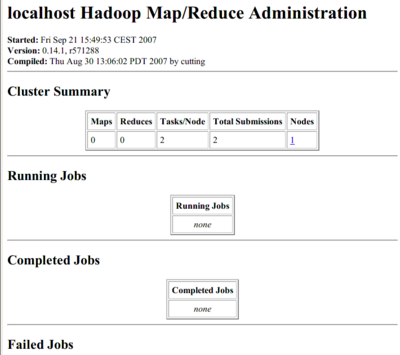 localhost Hadoop Map/Reduce Administration
Started: Fri Sep 21 15:49:53 CEST 2007
Version: 0.14.1, r571288
Compiled: Thu Aug 30 13:06:02 PDT 2007 by cutting
Cluster Summary
Maps Reduces Tasks/Node Total Submissions Nodes
0 0 2 2 1
Running Jobs
Running Jobs
none
Completed Jobs
Completed Jobs
none
Failed Jobs